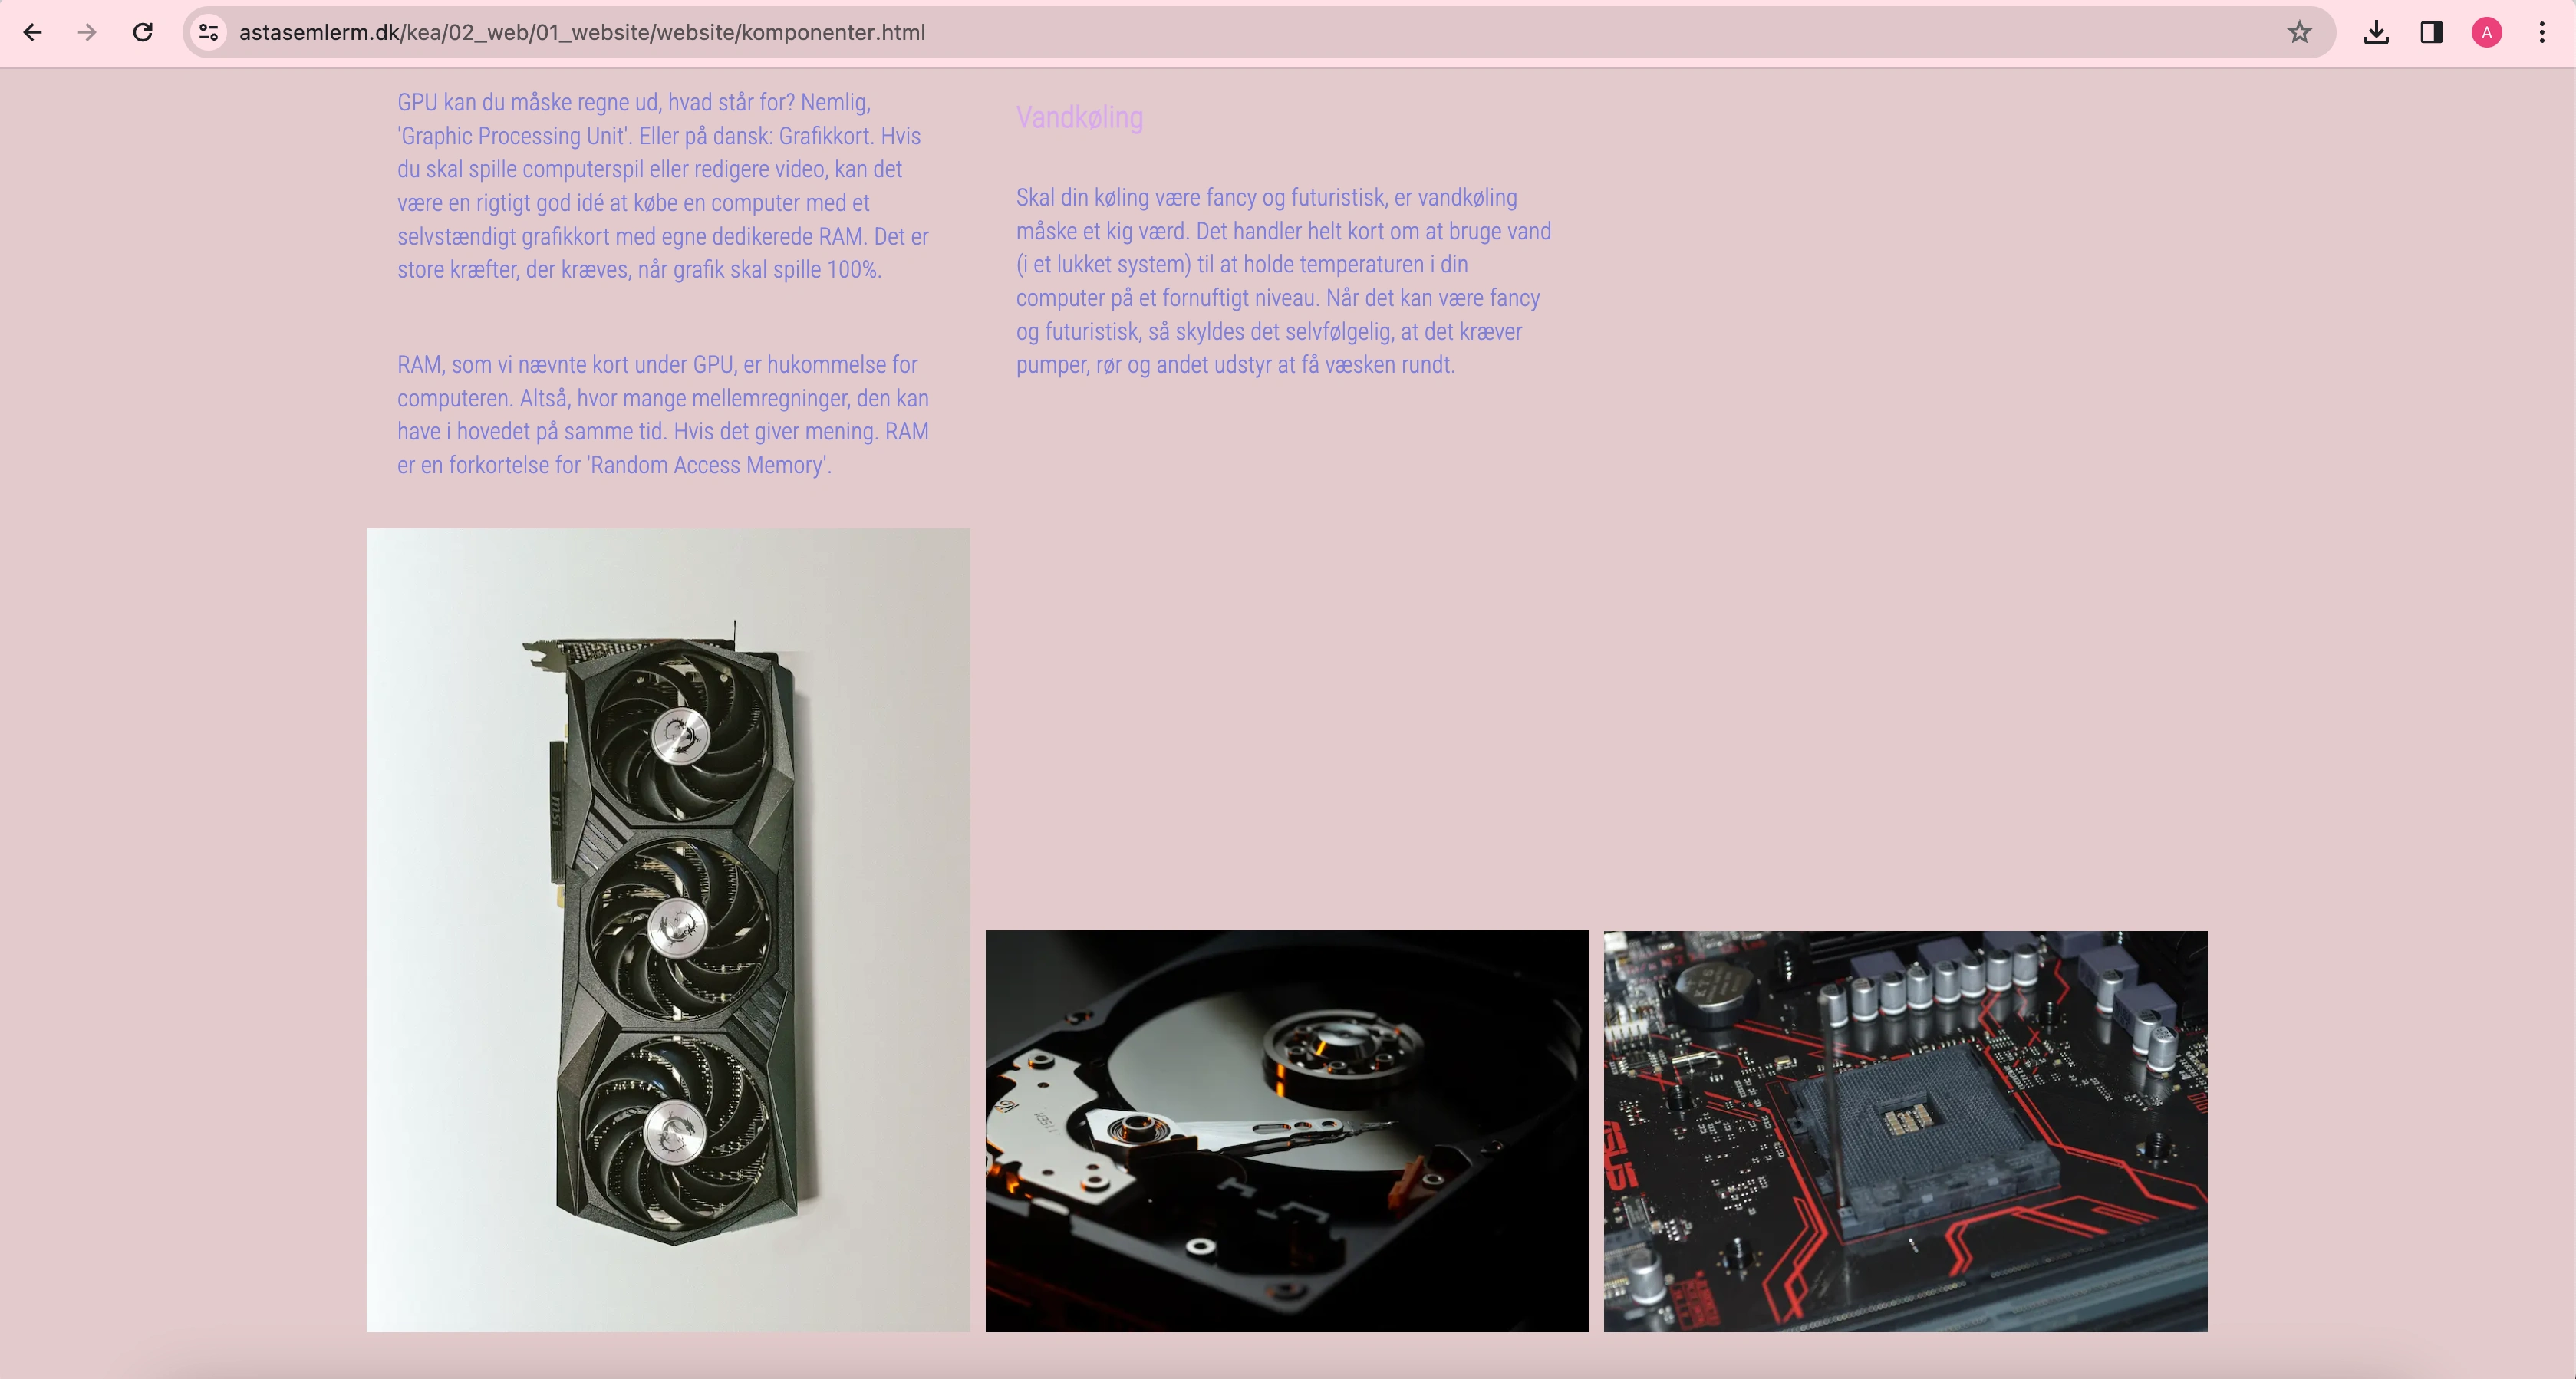 astasemlerm.dk/kea/02_web/01_website/website/komponenter.html
A
GPU kan du måske regne ud, hvad står for? Nemlig,
'Graphic Processing Unit'. Eller på dansk: Grafikkort. Hvis
du skal spille computerspil eller redigere video, kan det
være en rigtigt god idé at købe en computer med et
selvstændigt grafikkort med egne dedikerede RAM. Det er
store kræfter, der kræves, når grafik skal spille 100%.
RAM, som vi nævnte kort under GPU, er hukommelse for
computeren. Altså, hvor mange mellemregninger, den kan
have i hovedet på samme tid. Hvis det giver mening. RAM
er en forkortelse for 'Random Access Memory'.
Vandkøling
Skal din køling være fancy og futuristisk, er vandkøling
måske et kig værd. Det handler helt kort om at bruge vand
(i et lukket system) til at holde temperaturen i din
computer på et fornuftigt niveau. Når det kan være fancy
og futuristisk, så skyldes det selvfølgelig, at det kræver
pumper, rør og andet udstyr at få væsken rundt.
msi